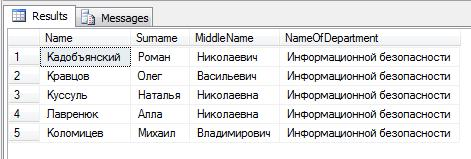 Results Messages
Name Surname MiddleName NameOfDepartment
1 Кадобъянский Роман Николаевич Информационной безопасности
2 Кравцов Олег Васильевич Информационной безопасности
3 Куссуль Наталья Николаевна Информационной безопасности
4 Лавренюк Алла Николаевна Информационной безопасности
5 Коломицев Михаил Владимирович Информационной безопасности